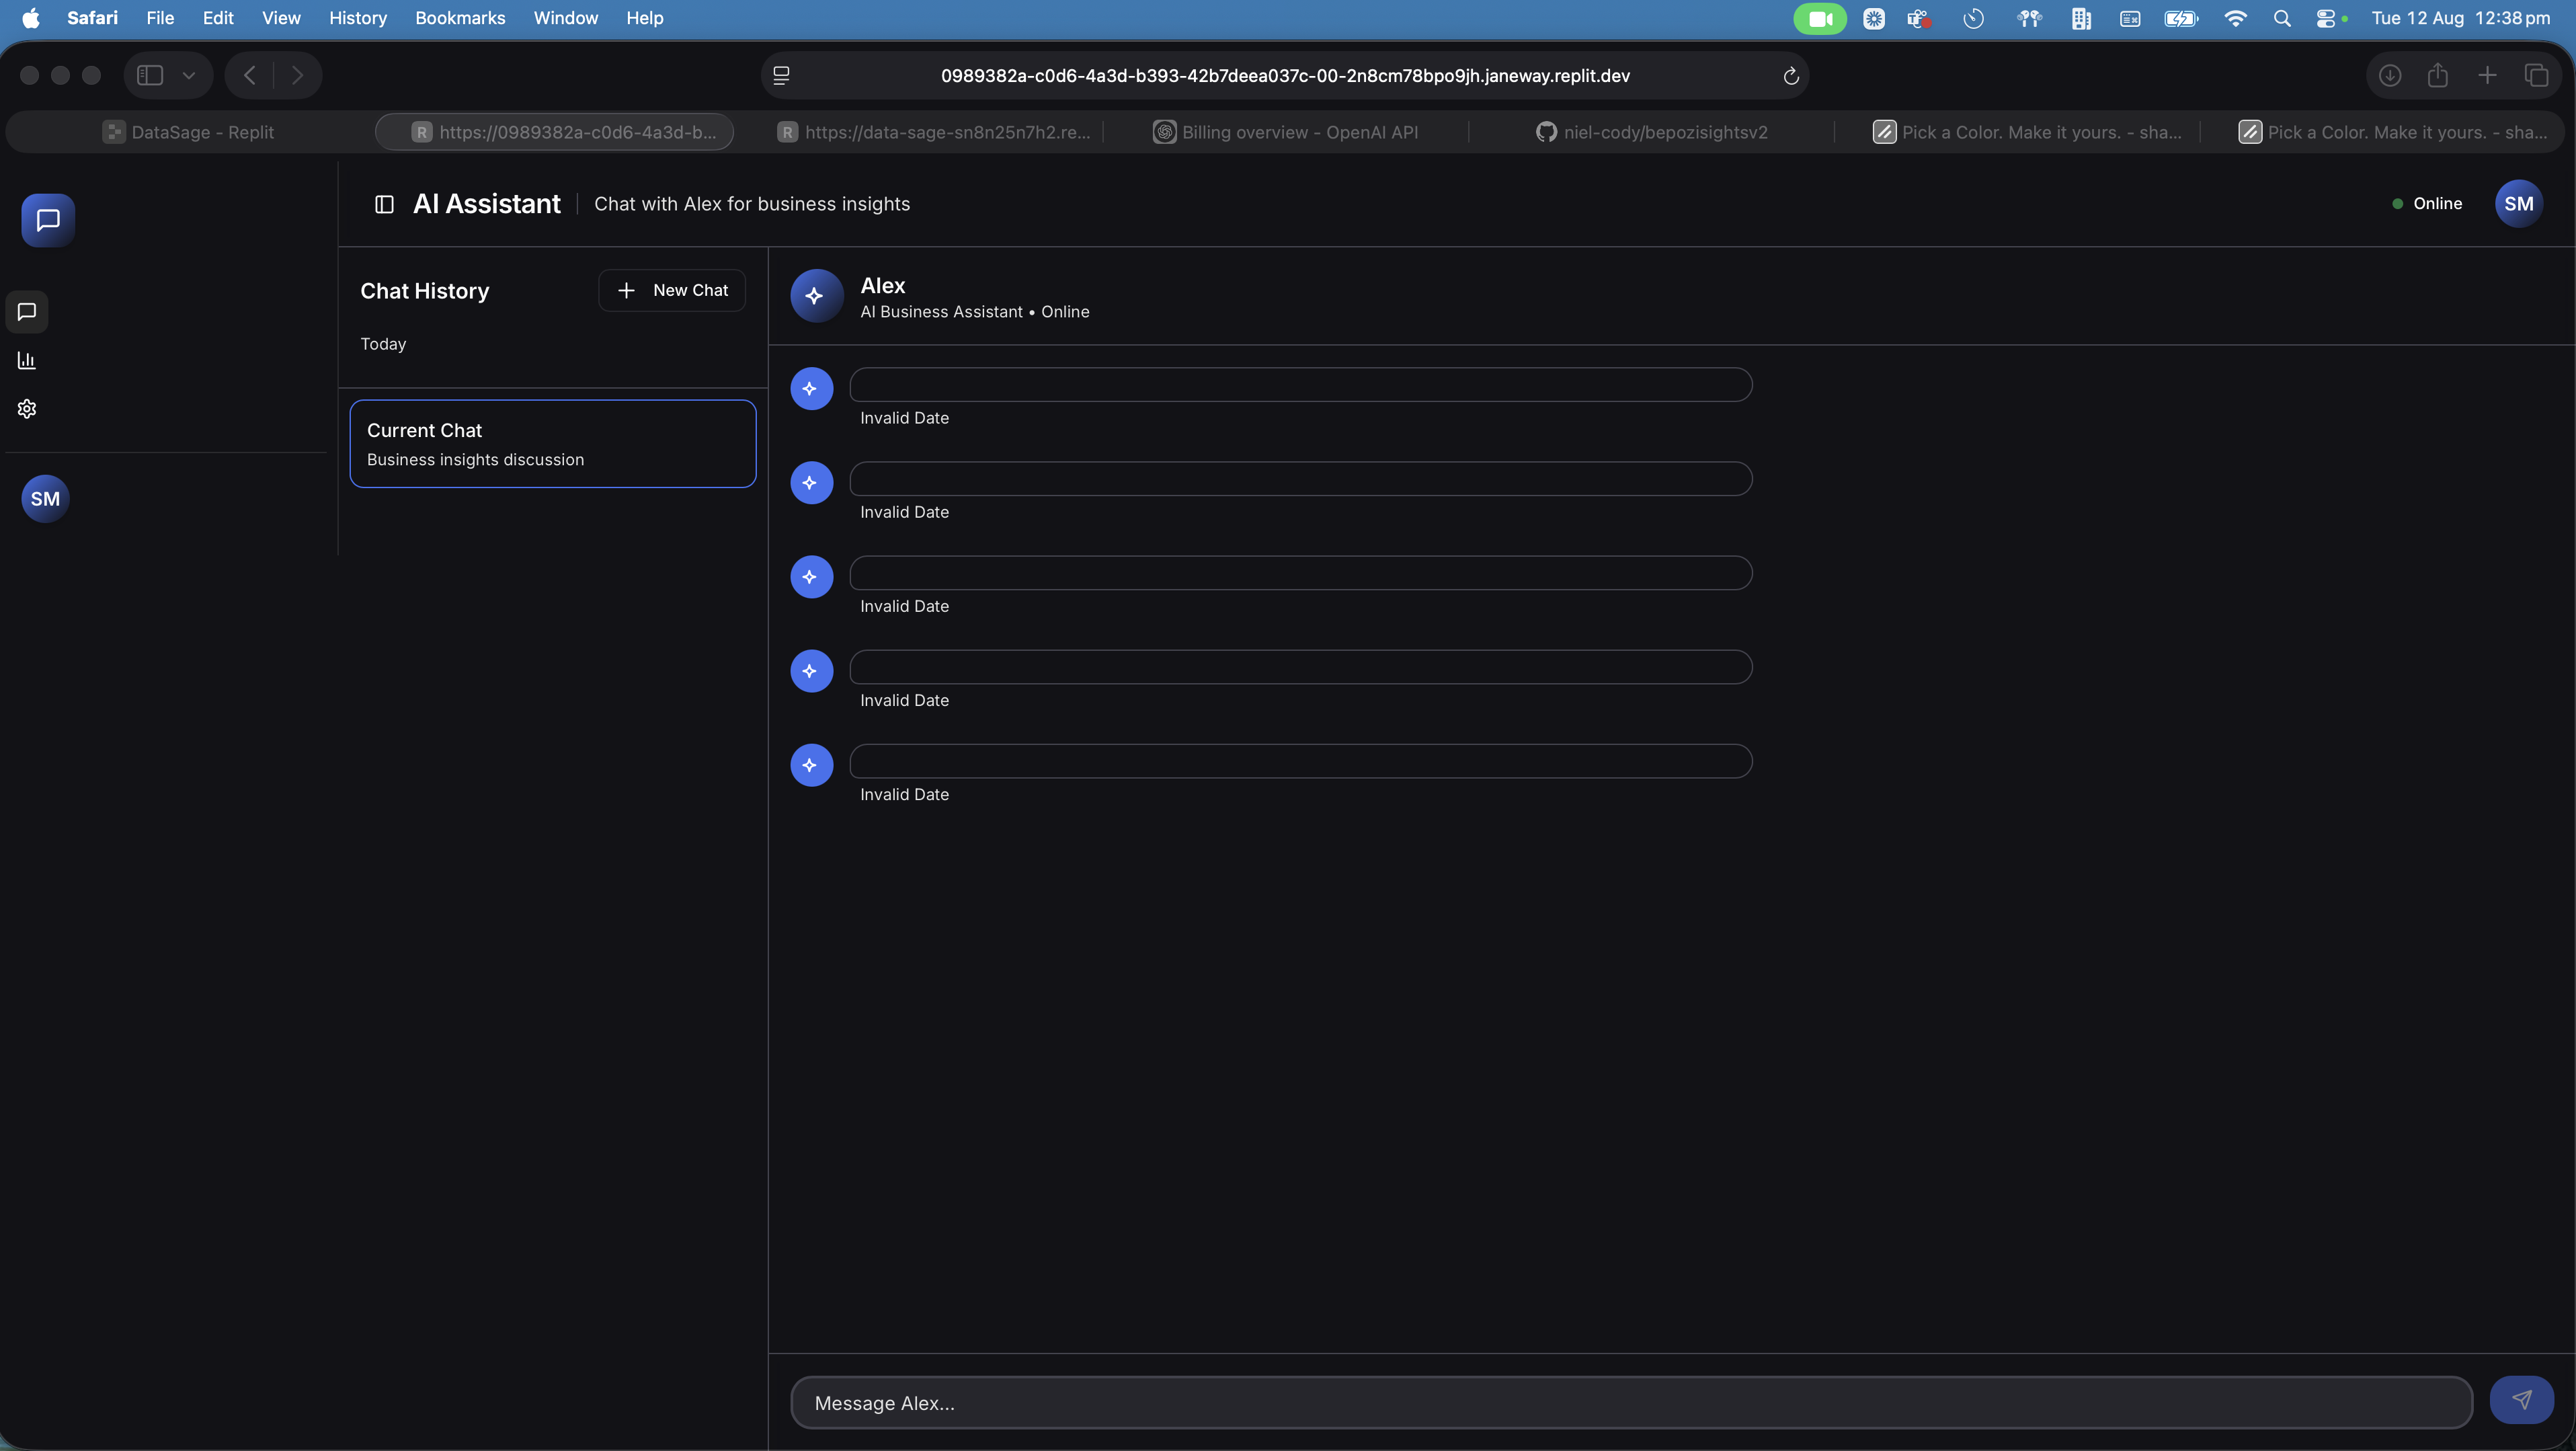 Safari File Edit View History Bookmarks Window Help Tue 12 Aug 12:38 pm
0989382a-c0d6-4a3d-b393-42b7deea037c-00-2n8cm78bpo9jh.janeway.replit.dev
DataSage - Replit
R https://0989382a-c0d6-4a3d-b...
R https://data-sage-sn8n25n7h2.re...
Billing overview - OpenAI API
niel-cody/bepozisightsv2
Pick a Color. Make it yours. - sha...
Pick a Color. Make it yours. - sha...
AI Assistant Chat with Alex for business insights
Online
SM
Chat History
New Chat
Today
Current Chat
Business insights discussion
SM
Alex
AI Business Assistant • Online
Invalid Date
Invalid Date
Invalid Date
Invalid Date
Invalid Date
Message Alex...